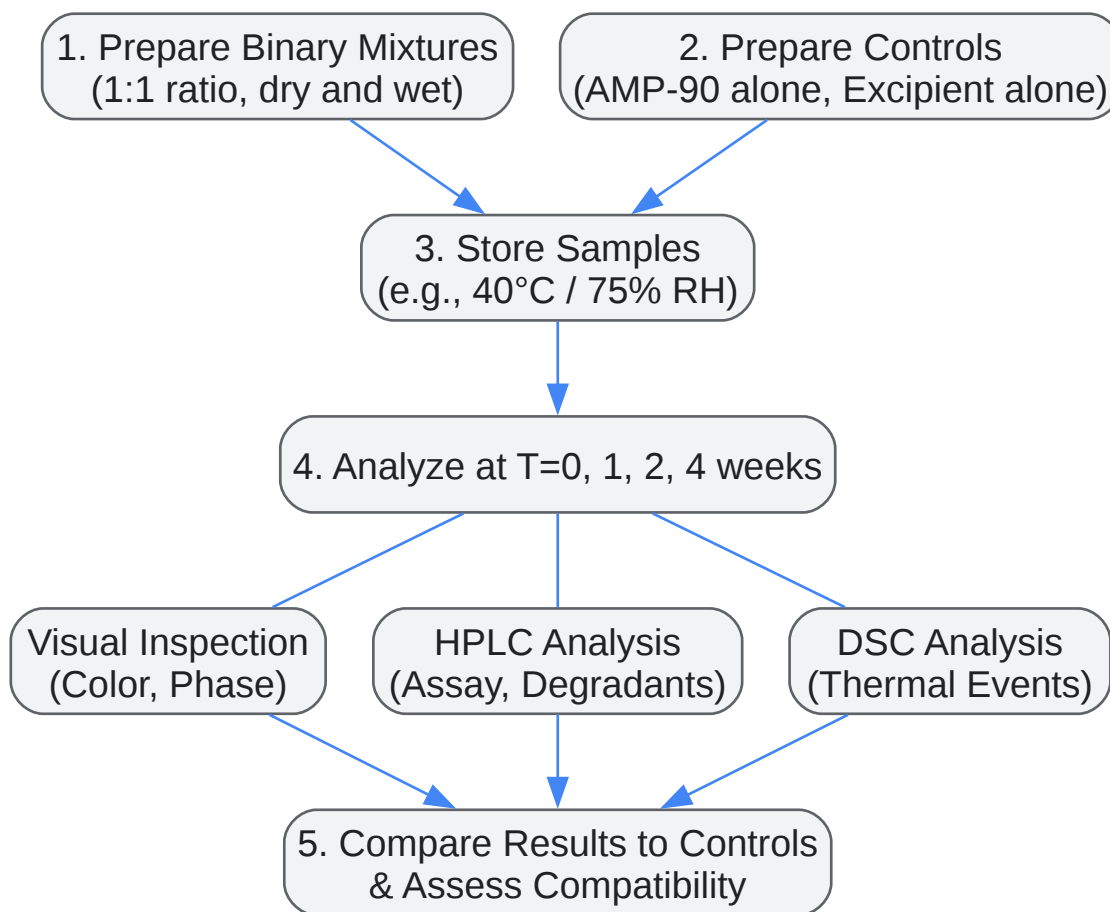 1. Prepare Binary Mixtures
(1:1 ratio, dry and wet)
2. Prepare Controls
(AMP-90 alone, Excipient alone)
3. Store Samples
(e.g., 40°C / 75% RH)
4. Analyze at T=0, 1, 2, 4 weeks
Visual Inspection
(Color, Phase)
HPLC Analysis
(Assay, Degradants)
DSC Analysis
(Thermal Events)
5. Compare Results to Controls
& Assess Compatibility